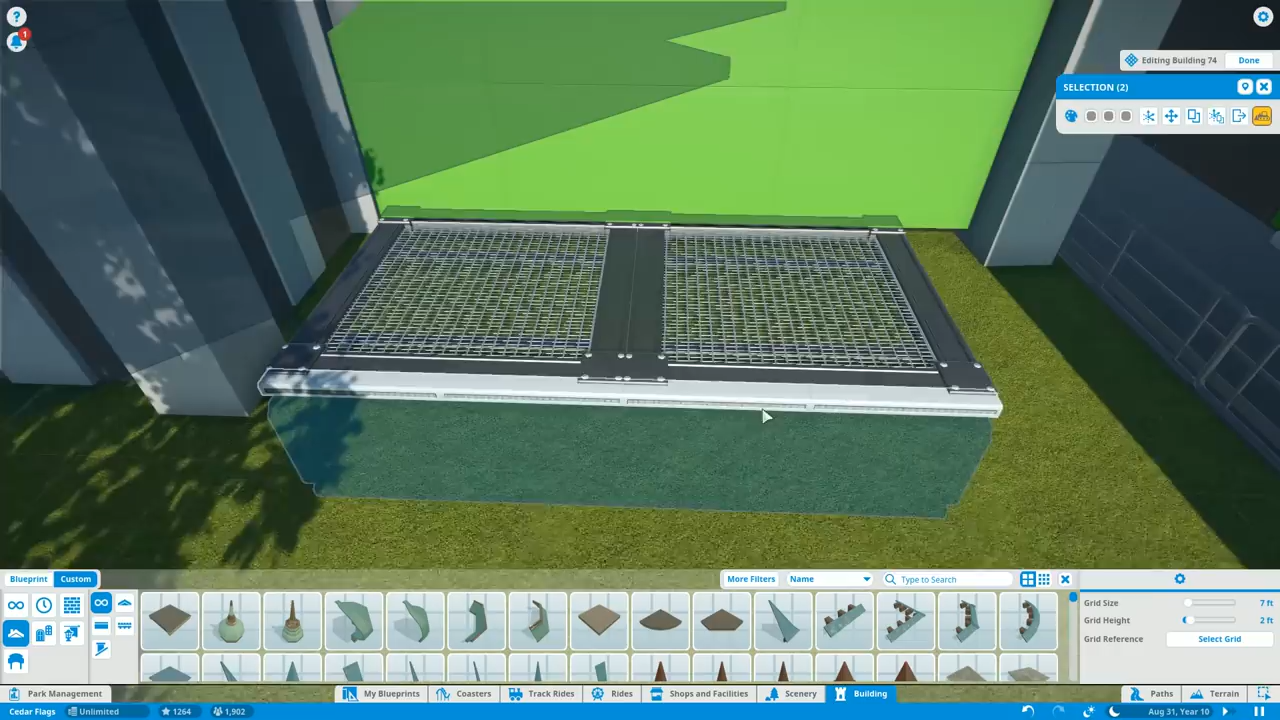 ?
1
Editing Building 74 Done
SELECTION (2)
Blueprint Custom More Filters Name Type to Search
Grid Size 7 ft
Grid Height 2 ft
Grid Reference Select Grid
Park Management My Blueprints Coasters Track Rides Rides Shops and Facilities Scenery Building Paths Terrain
Cedar Flags Unlimited 1264 1,902 Aug 31, Year 10